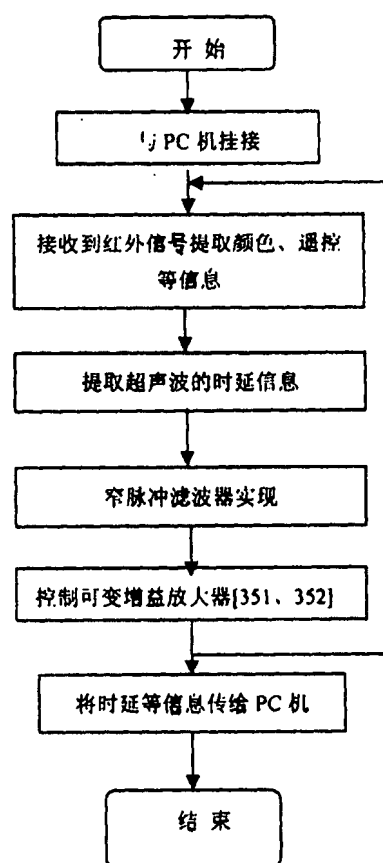 开 始
与 PC 机挂接
接收到红外信号提取颜色、遥控
等信息
提取超声波的时延信息
窄脉冲滤波器实现
控制可变增益放大器[351、352]
将时延等信息传给 PC 机
结 束